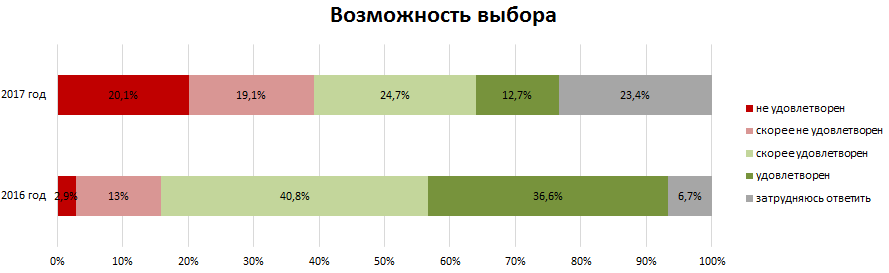 Возможность выбора
2017 год
20,1%
19,1%
24,7%
12,7%
23,4%
2016 год
2,9%
13%
40,8%
36,6%
6,7%
0%
10%
20%
30%
40%
50%
60%
70%
80%
90%
100%
не удовлетворен
скорее не удовлетворен
скорее удовлетворен
удовлетворен
затрудняюсь ответить